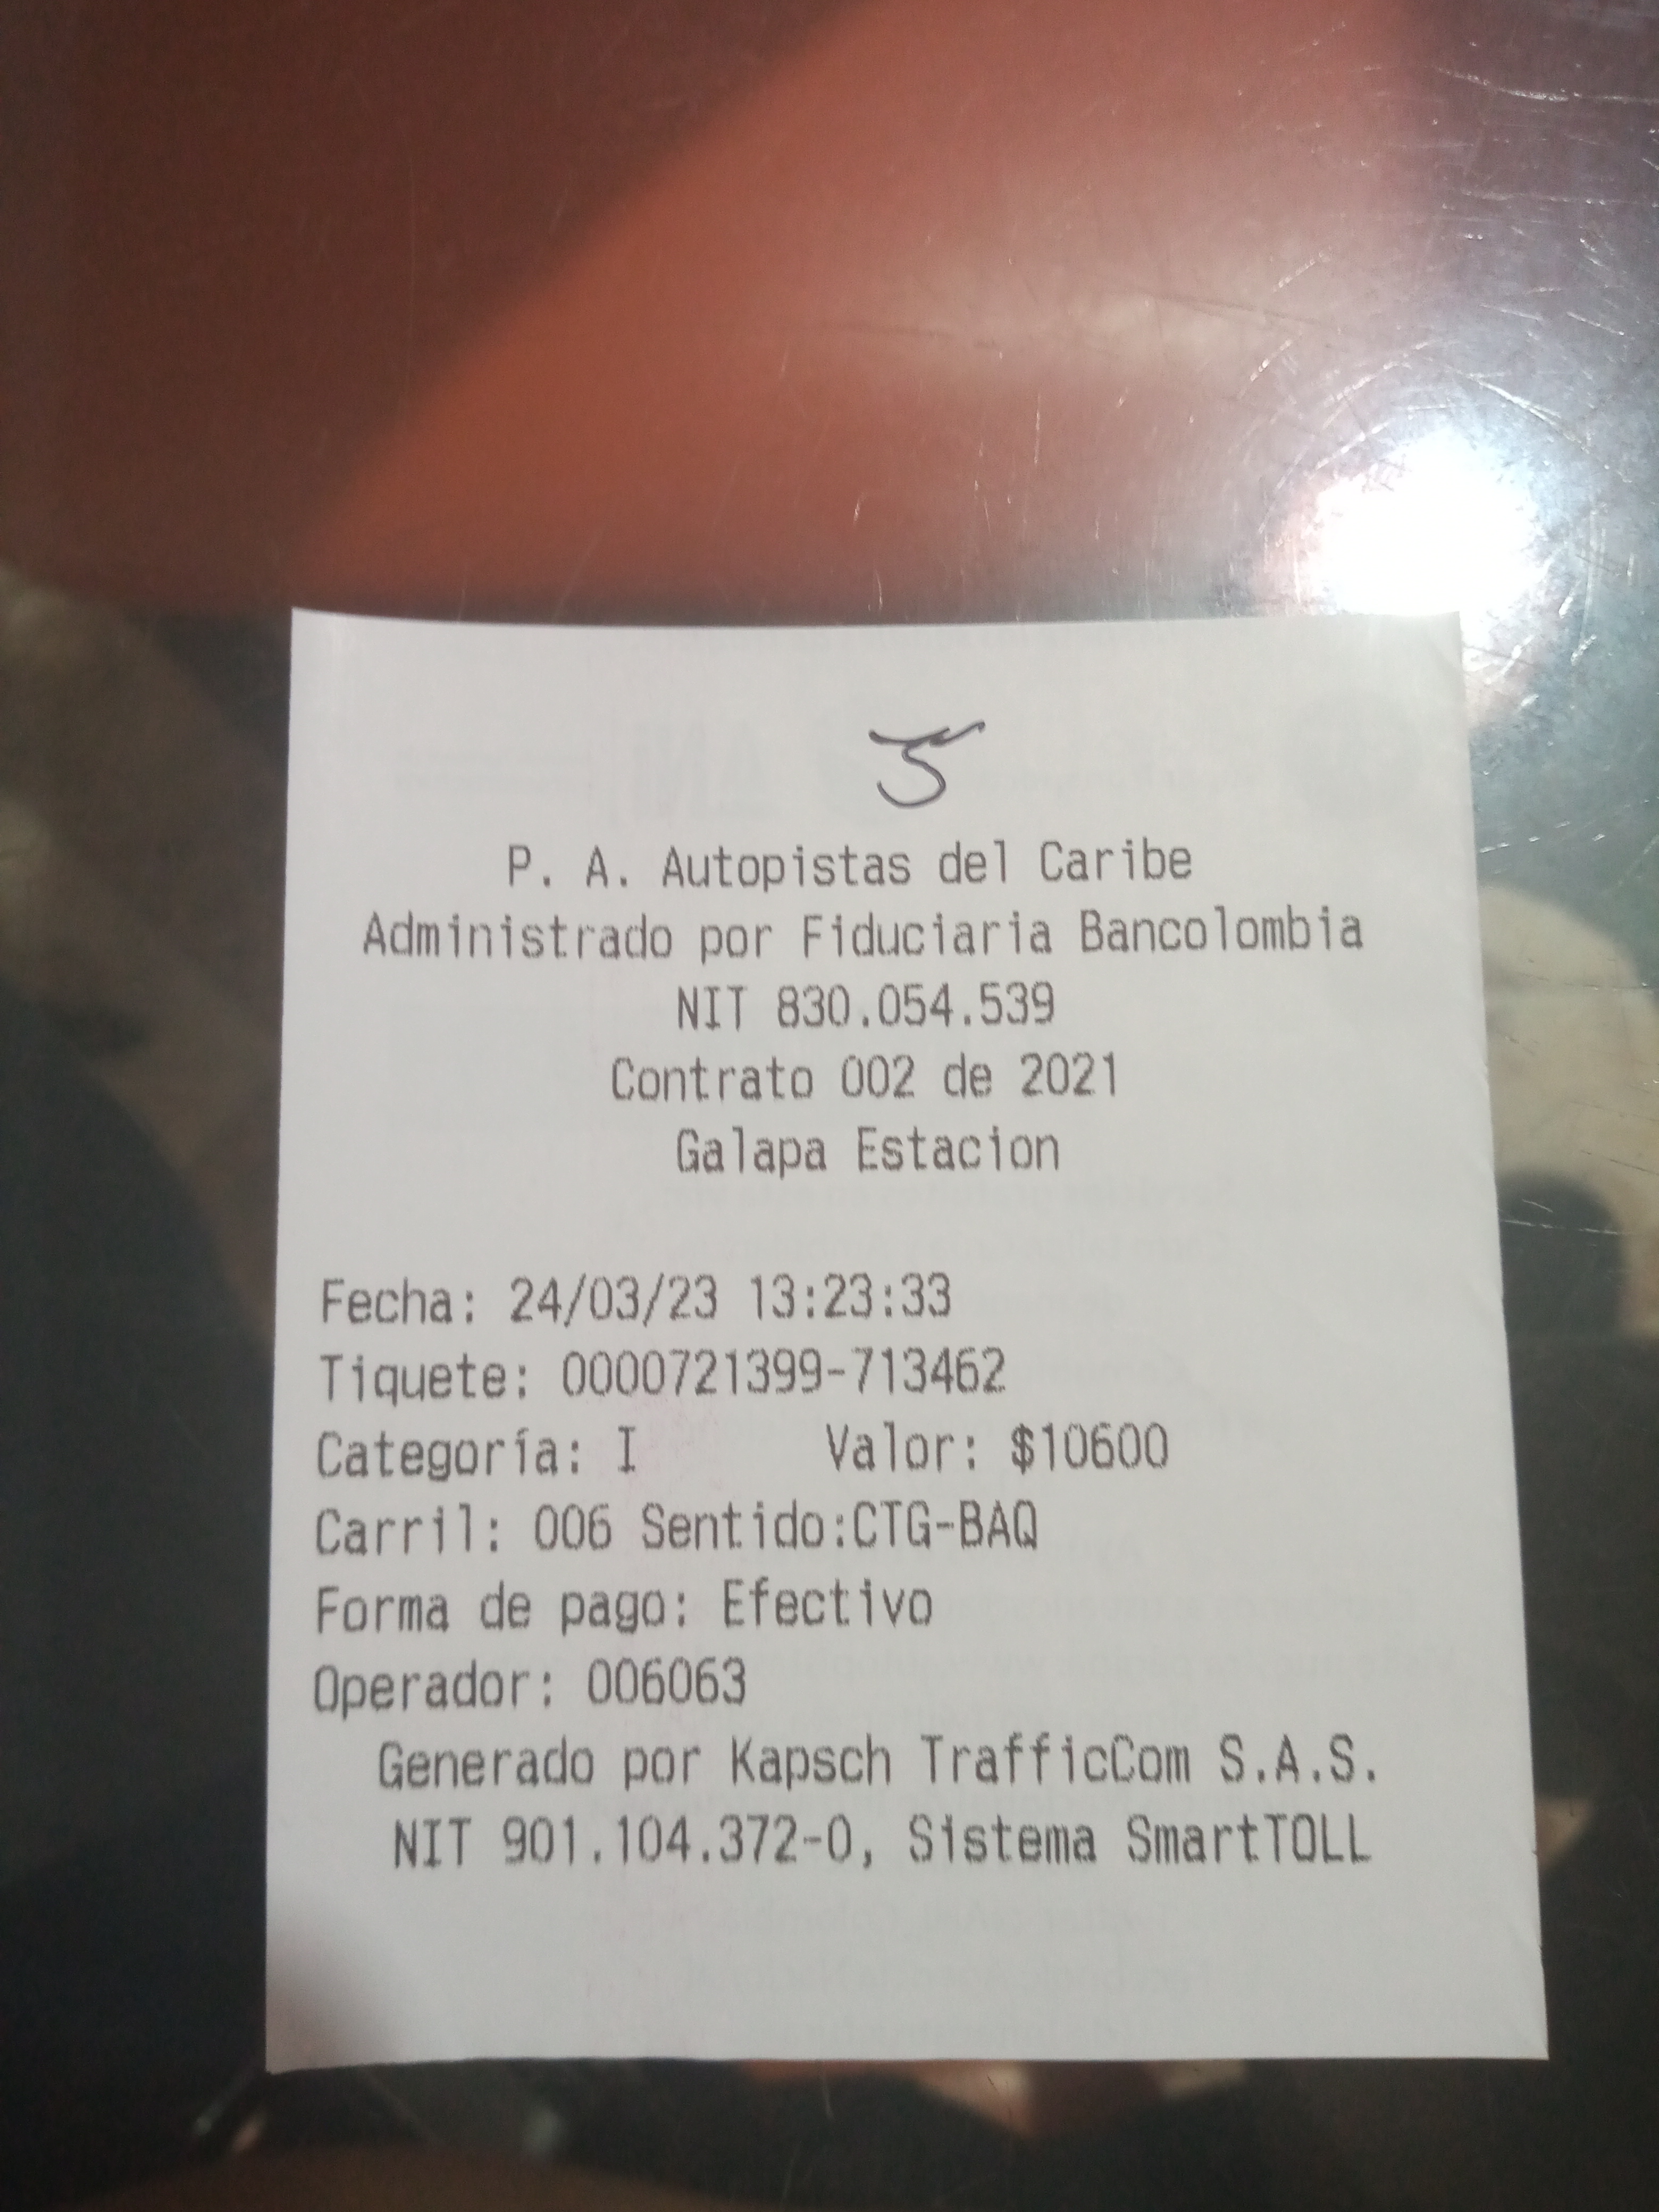 5
P. A. Autopistas del Caribe
Administrado por Fiduciaria Bancolombia
NIT 830.054.539
Contrato 002 de 2021
Galapa Estacion
Fecha: 24/03/23 13:23:33
Tiquete: 0000721399-713462
Categoría: I Valor: $10600
Carril: 006 Sentido:CTG-BAQ
Forma de pago: Efectivo
Operador: 006063
Generado por Kapsch TrafficCom S.A.S.
NIT 901.104.372-0, Sistema SmartTOLL